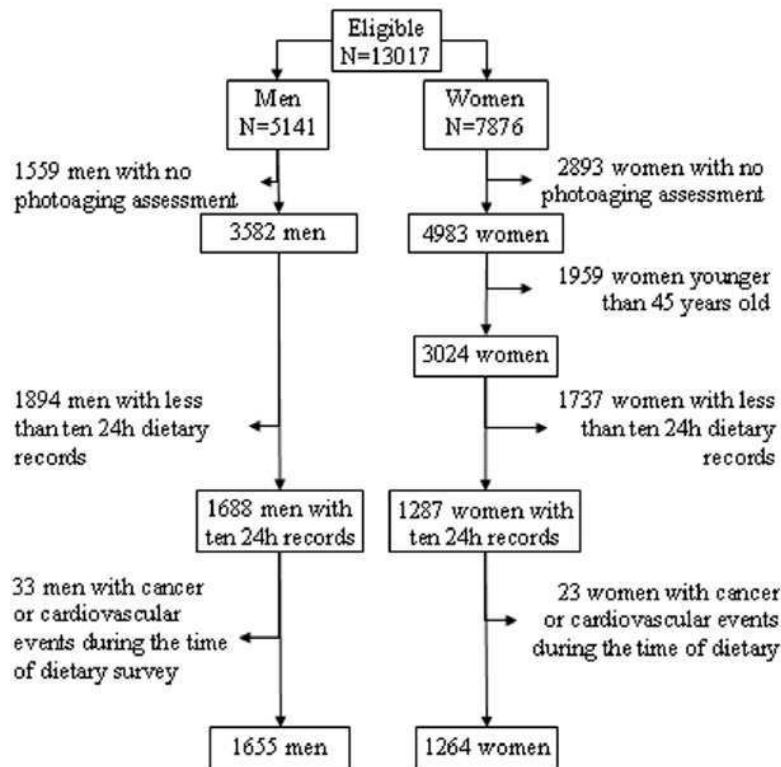 Eligible
N=13017
Men
N=5141
Women
N=7876
1559 men with no
photoaging assessment
2893 women with no
photoaging assessment
3582 men
4983 women
1959 women younger
than 45 years old
3024 women
1894 men with less
than ten 24h dietary
records
1737 women with less
than ten 24h dietary
records
1688 men with
ten 24h records
1287 women with
ten 24h records
33 men with cancer
or cardiovascular
events during the time
of dietary survey
23 women with cancer
or cardiovascular events
during the time of dietary
1655 men
1264 women